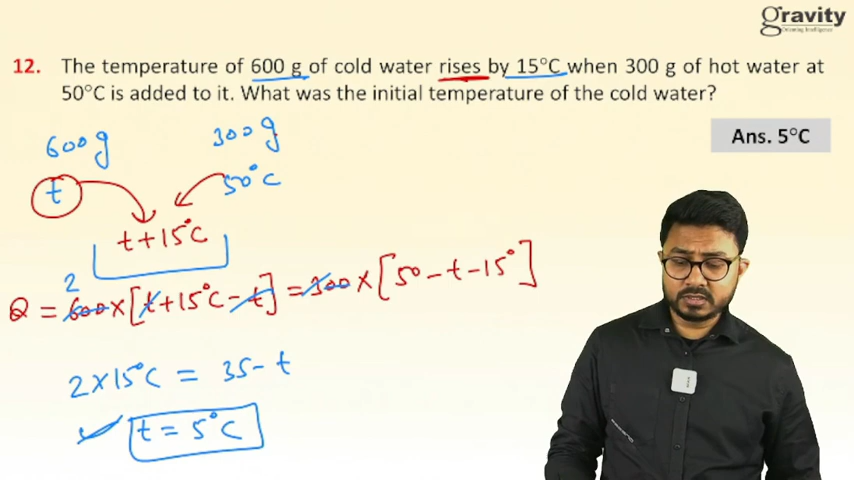 gravity
12. The temperature of 600 g of cold water rises by 15°C when 300 g of hot water at
50°C is added to it. What was the initial temperature of the cold water?
Ans. 5°C
600g 300g
t 50°C
t+15°C
2
Q = 600×[t+15°C-t] = 300×[50-t-15°]
2×15°C = 35-t
t = 5°C